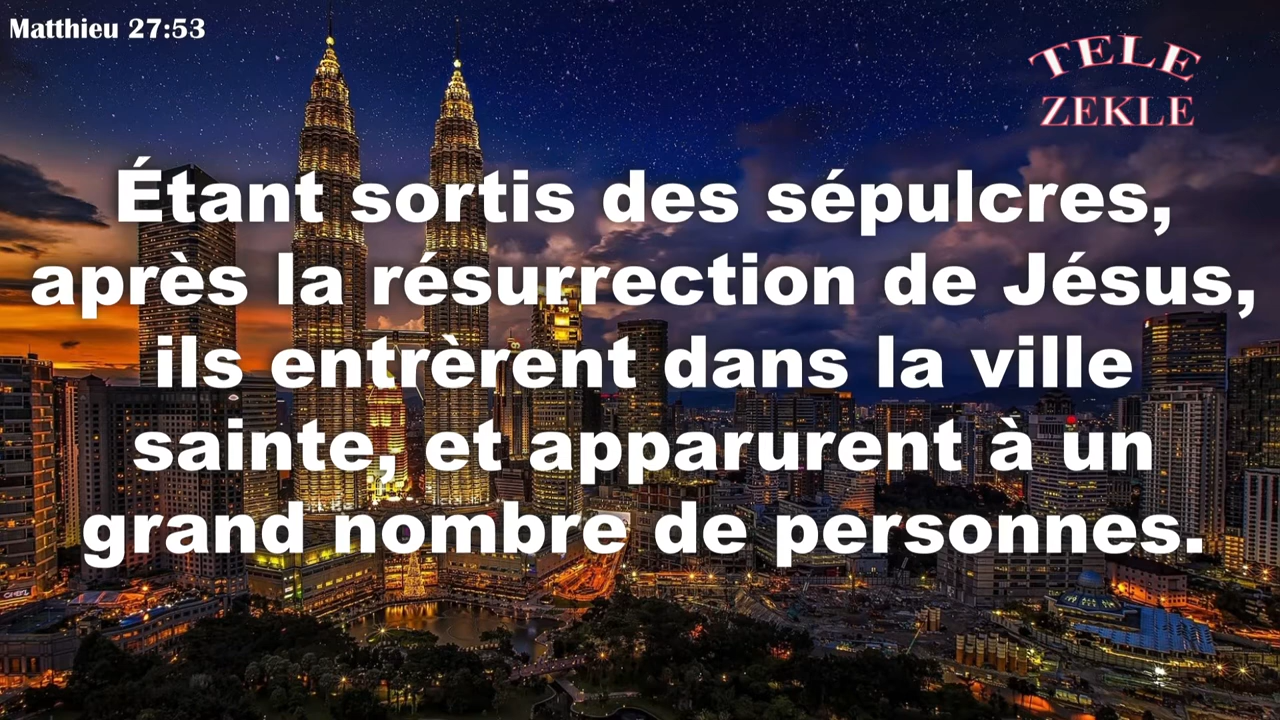 Matthieu 27:53
TELE
ZEKLE
Étant sortis des sépulcres,
après la résurrection de Jésus,
ils entrèrent dans la ville
sainte, et apparurent à un
grand nombre de personnes.